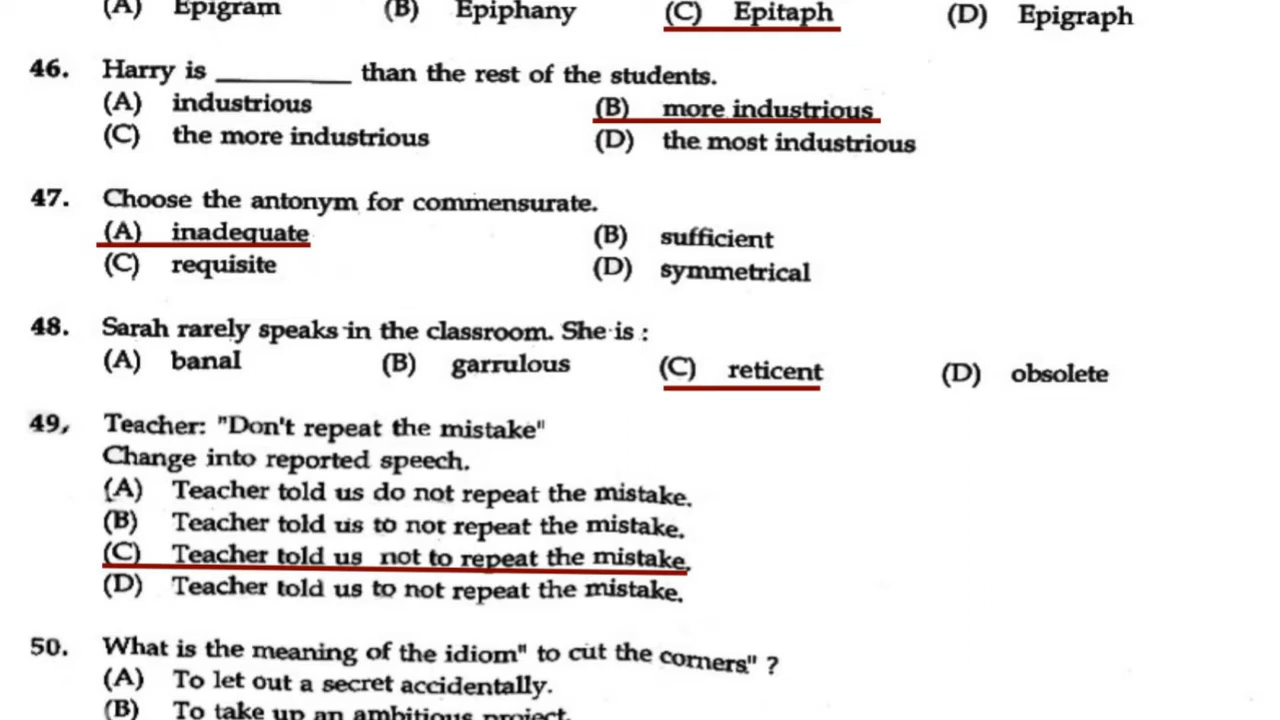 (A) Epigram (B) Epiphany (C) Epitaph (D) Epigraph
46. Harry is __________ than the rest of the students.
(A) industrious (B) more industrious
(C) the more industrious (D) the most industrious
47. Choose the antonym for commensurate.
(A) inadequate (B) sufficient
(C) requisite (D) symmetrical
48. Sarah rarely speaks in the classroom. She is :
(A) banal (B) garrulous (C) reticent (D) obsolete
49, Teacher: "Don't repeat the mistake"
Change into reported speech.
(A) Teacher told us do not repeat the mistake.
(B) Teacher told us to not repeat the mistake.
(C) Teacher told us not to repeat the mistake.
(D) Teacher told us to not repeat the mistake.
50. What is the meaning of the idiom" to cut the corners" ?
(A) To let out a secret accidentally.
(B) To take up an ambitious project.